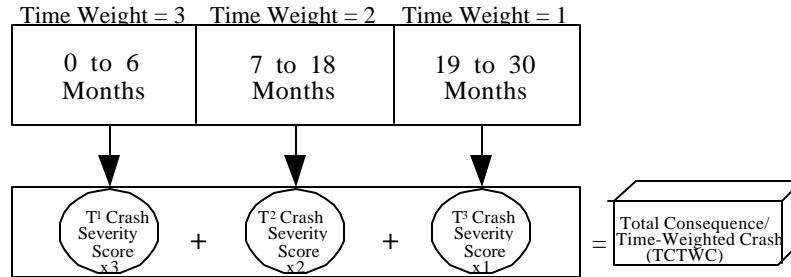 Time Weight = 3 Time Weight = 2 Time Weight = 1
0 to 6 Months
7 to 18 Months
19 to 30 Months
T¹ Crash
Severity
Score
x3
+
T² Crash
Severity
Score
x2
+
T³ Crash
Severity
Score
x1
=
Total Consequence/
Time-Weighted Crash
(TCTWC)